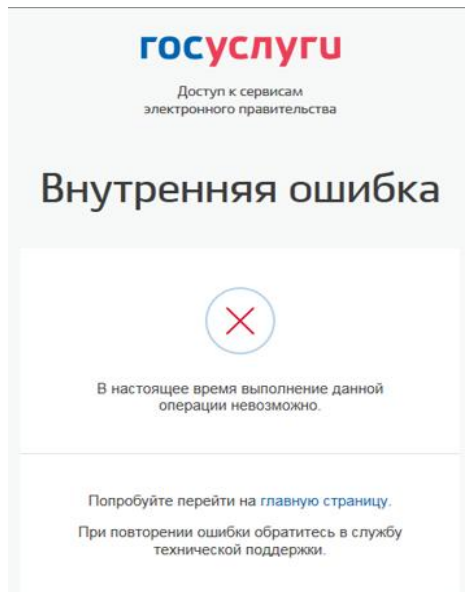 госуслуги
Доступ к сервисам
электронного правительства
Внутренняя ошибка
В настоящее время выполнение данной
операции невозможно.
Попробуйте перейти на главную страницу.
При повторении ошибки обратитесь в службу
технической поддержки.